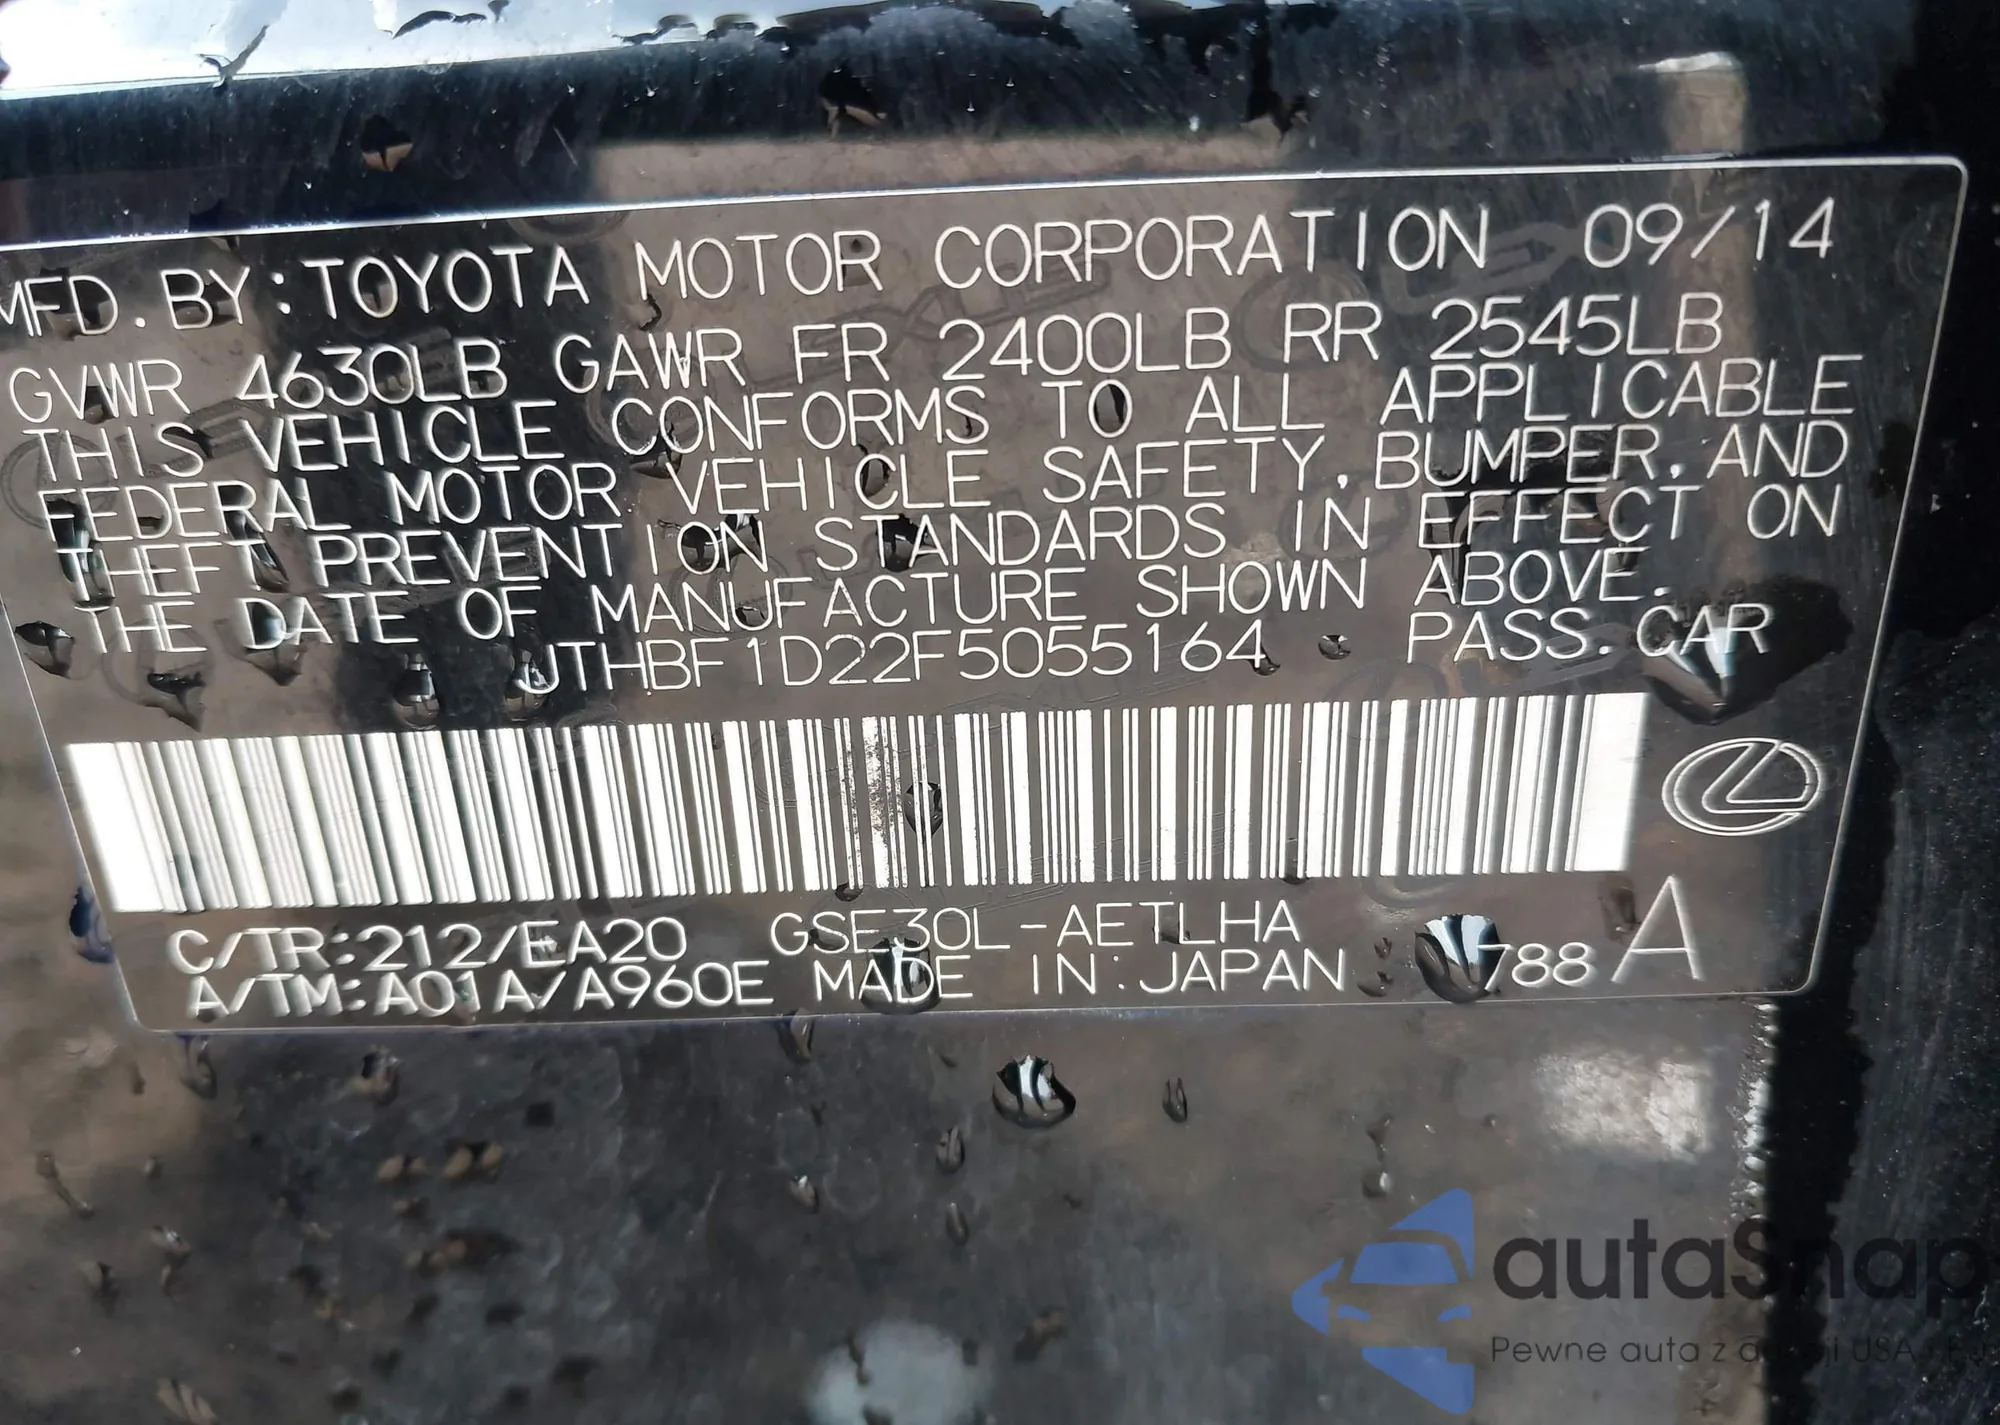 MFD. BY: TOYOTA MOTOR CORPORATION 09/14
GVWR 4630LB GAWR FR 2400LB RR 2545LB
THIS VEHICLE CONFORMS TO ALL APPLICABLE
FEDERAL MOTOR VEHICLE SAFETY, BUMPER, AND
THEFT PREVENTION STANDARDS IN EFFECT ON
THE DATE OF MANUFACTURE SHOWN ABOVE.
JTHBF1D22F5055164 PASS. CAR
C/TR:212/EA20 GSE30L-AETLHA
A/TM:A01A/A960E MADE IN:JAPAN 788 A
autaSnap
Pewne auta z USA